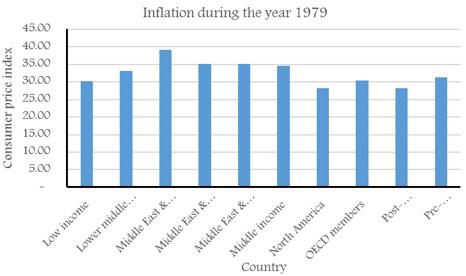 Inflation during the year 1979
Consumer price index
45.00
40.00
35.00
30.00
25.00
20.00
15.00
10.00
5.00
-
Low income
Lower middle…
Middle East &…
Middle East &…
Middle East &…
Middle income
North America
OECD members
Post-…
Pre-…
Country